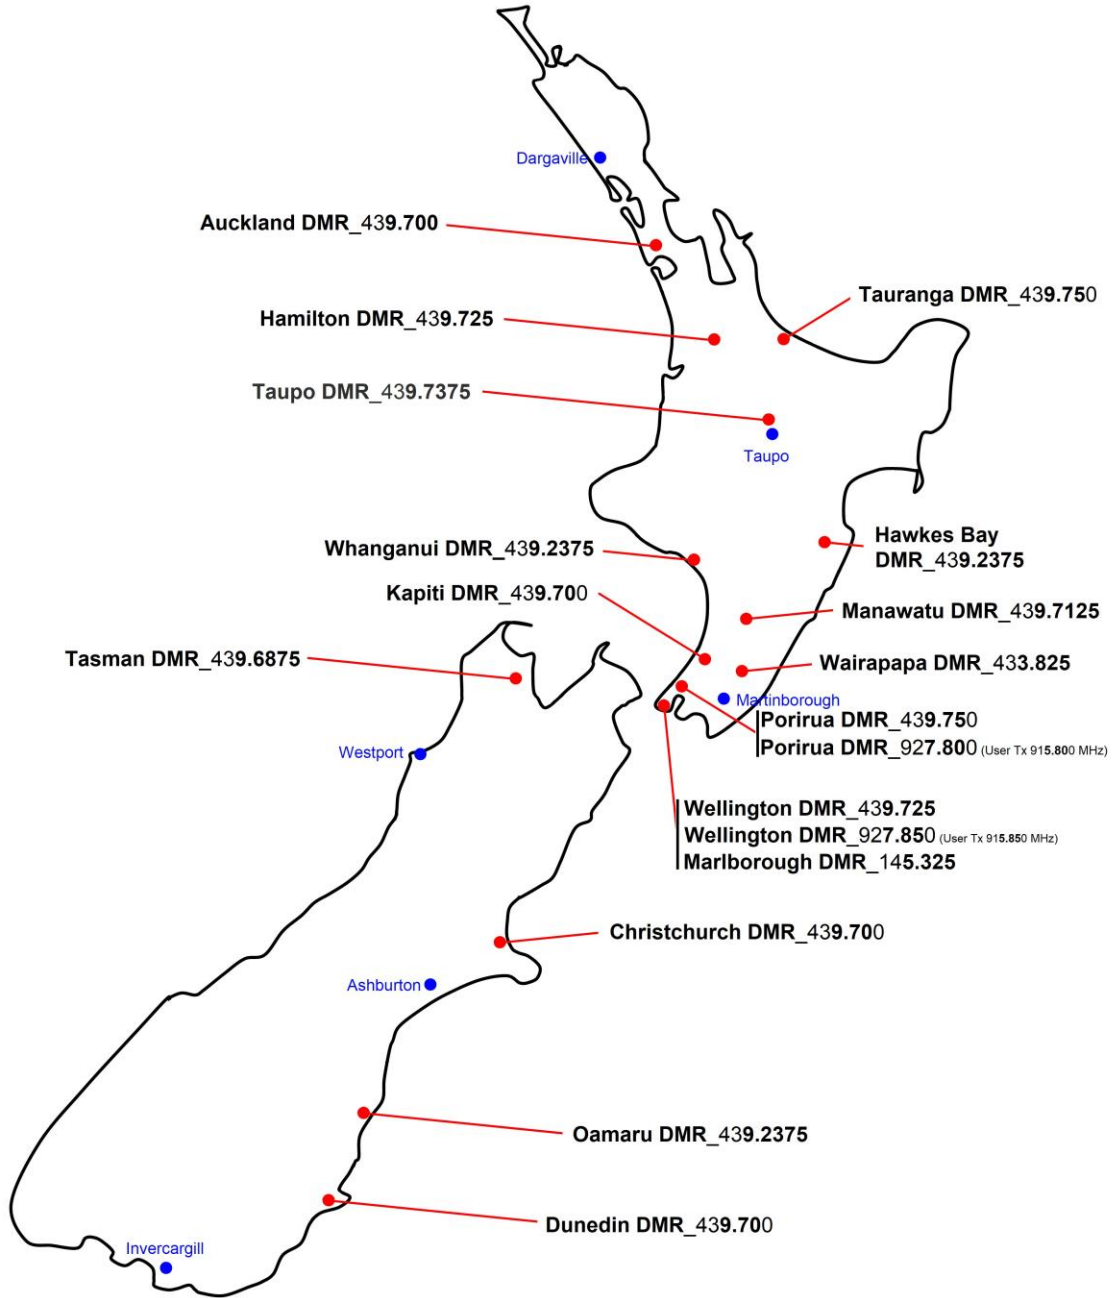 Dargaville
Auckland DMR_439.700
Tauranga DMR_439.750
Hamilton DMR_439.725
Taupo DMR_439.7375
Taupo
Hawkes Bay
DMR_439.2375
Whanganui DMR_439.2375
Kapiti DMR_439.700
Manawatu DMR_439.7125
Tasman DMR_439.6875
Wairapapa DMR_433.825
Martinborough
Porirua DMR_439.750
Porirua DMR_927.800 (User Tx 915.800 MHz)
Westport
Wellington DMR_439.725
Wellington DMR_927.850 (User Tx 915.850 MHz)
Marlborough DMR_145.325
Christchurch DMR_439.700
Ashburton
Oamaru DMR_439.2375
Dunedin DMR_439.700
Invercargill